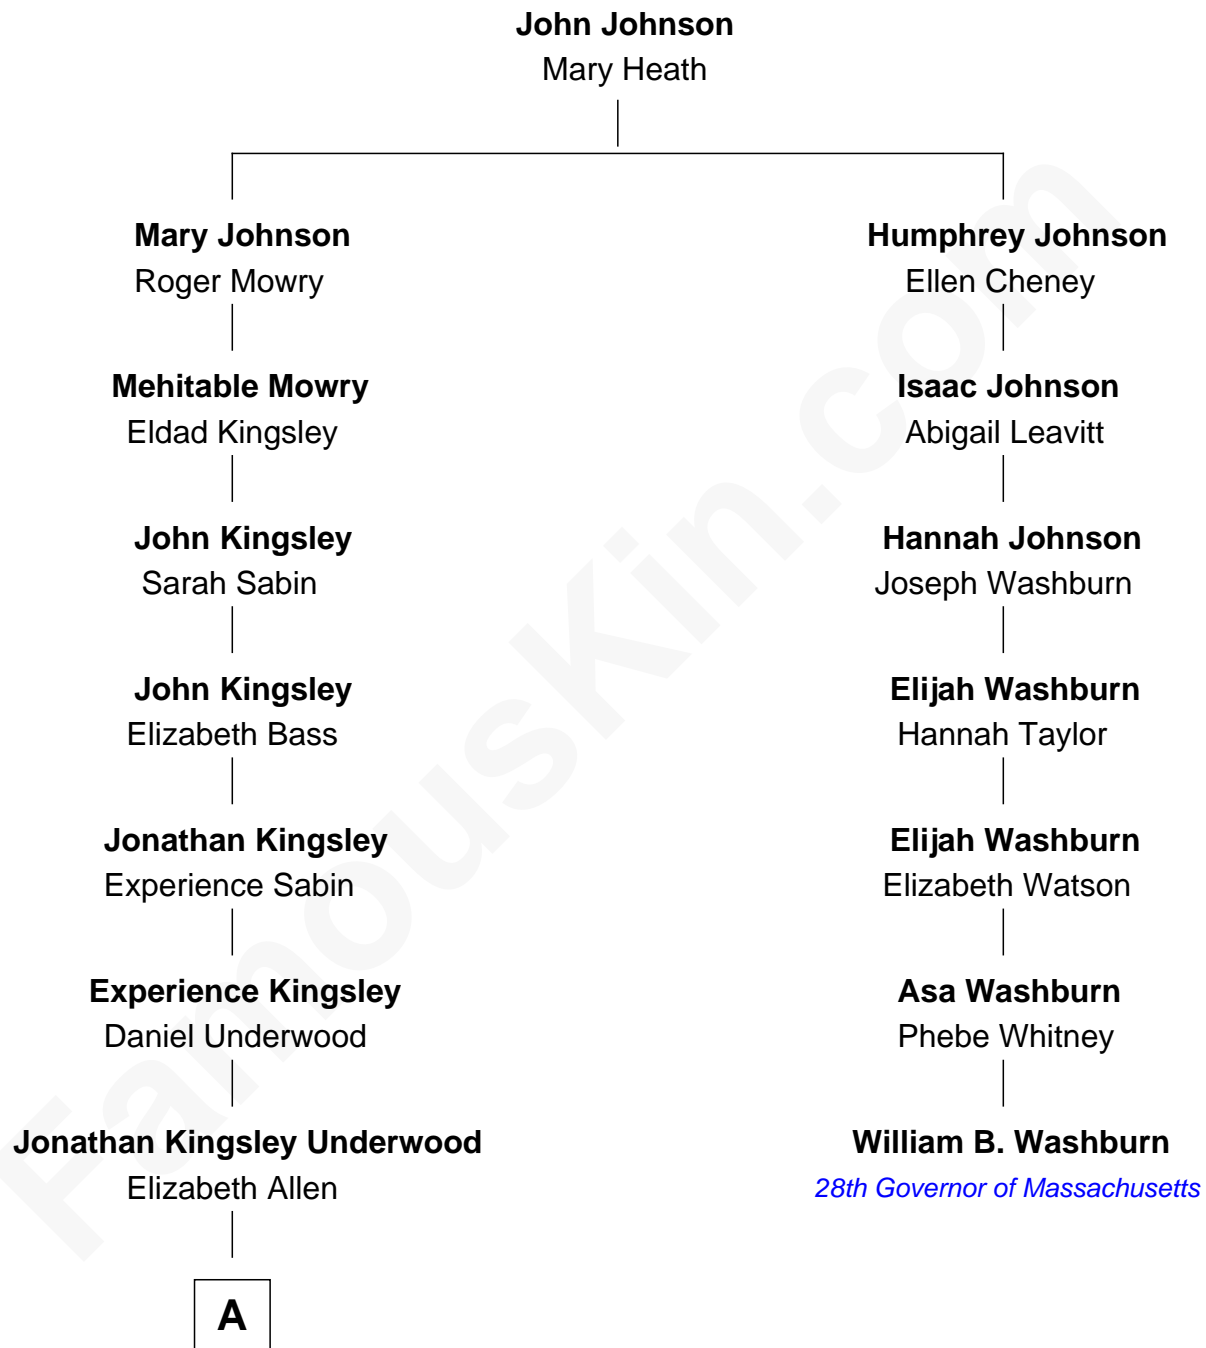 John Johnson
Mary Heath
Mary Johnson
Roger Mowry
Humphrey Johnson
Ellen Cheney
Mehitable Mowry
Eldad Kingsley
Isaac Johnson
Abigail Leavitt
John Kingsley
Sarah Sabin
Hannah Johnson
Joseph Washburn
John Kingsley
Elizabeth Bass
Elijah Washburn
Hannah Taylor
Jonathan Kingsley
Experience Sabin
Elijah Washburn
Elizabeth Watson
Experience Kingsley
Daniel Underwood
Asa Washburn
Phebe Whitney
Jonathan Kingsley Underwood
Elizabeth Allen
William B. Washburn
28th Governor of Massachusetts
A
FamousKin.com